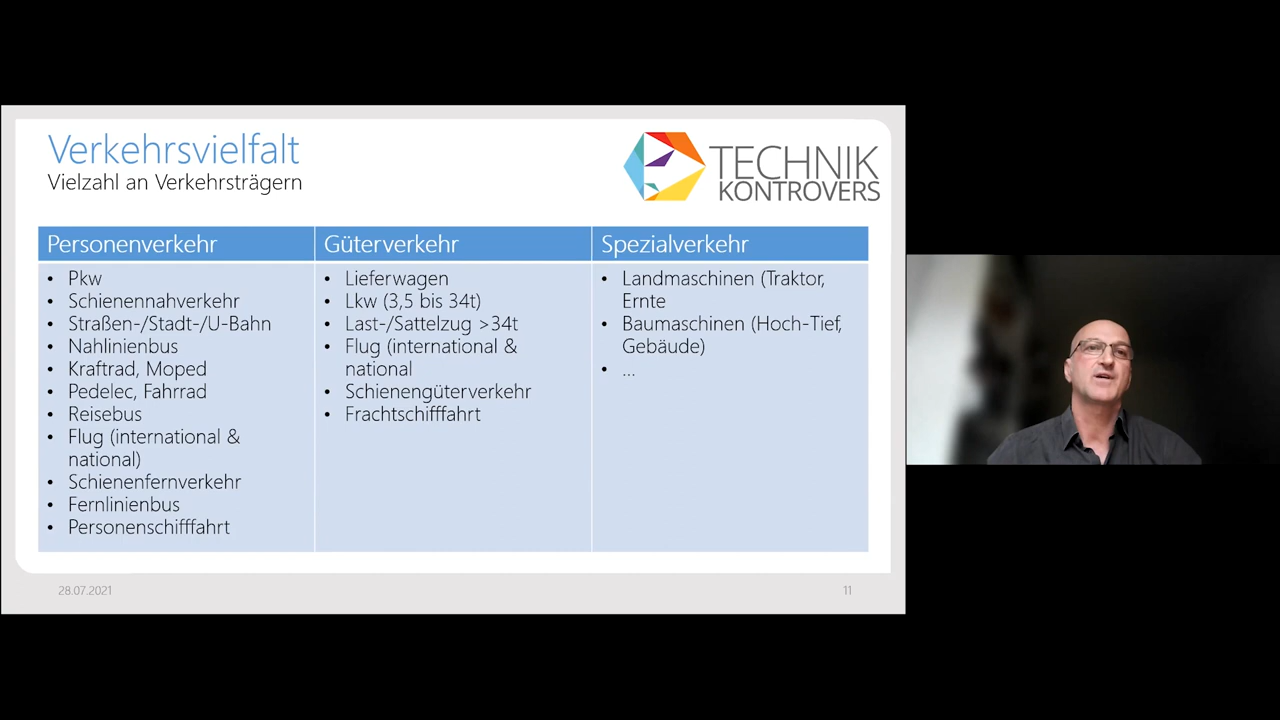 Verkehrsvielfalt
Vielzahl an Verkehrsträgern
TECHNIK
KONTROVERS
Personenverkehr
• Pkw
• Schienennahverkehr
• Straßen-/Stadt-/U-Bahn
• Nahlinienbus
• Kraftrad, Moped
• Pedelec, Fahrrad
• Reisebus
• Flug (international &
national)
• Schienenfernverkehr
• Fernlinienbus
• Personenschifffahrt
Güterverkehr
• Lieferwagen
• Lkw (3,5 bis 34t)
• Last-/Sattelzug >34t
• Flug (international &
national
• Schienengüterverkehr
• Frachtschifffahrt
Spezialverkehr
• Landmaschinen (Traktor,
Ernte
• Baumaschinen (Hoch-Tief,
Gebäude)
• ...
28.07.2021
11